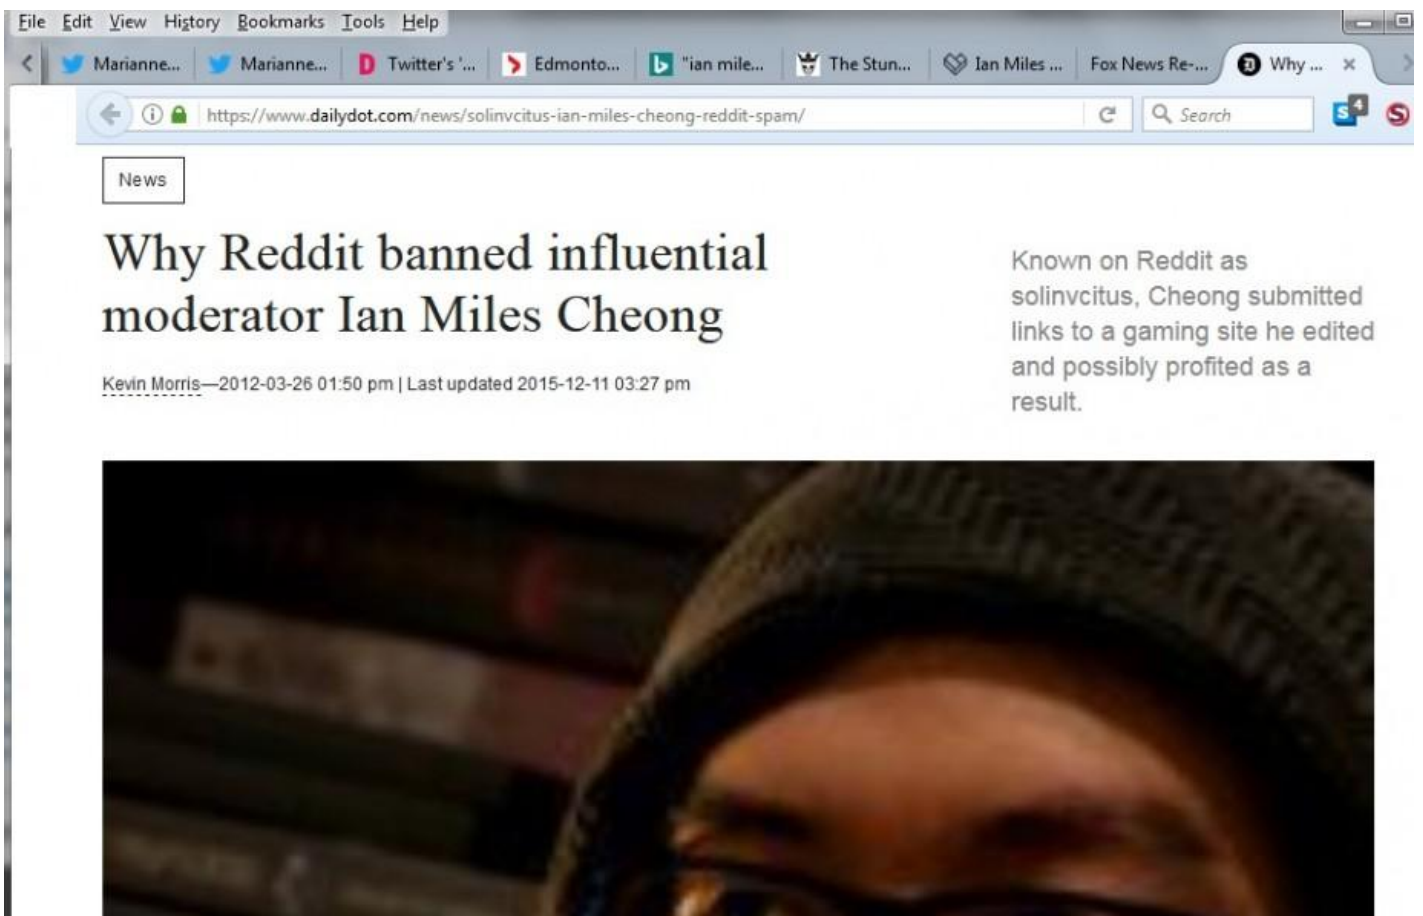 File Edit View History Bookmarks Tools Help
Marianne... Marianne... D Twitter's '... Edmonto... b "ian mile... The Stun... Ian Miles ... Fox News Re-... Why ...
https://www.dailydot.com/news/solinvcitus-ian-miles-cheong-reddit-spam/ Search S 4 S
News
Why Reddit banned influential
moderator Ian Miles Cheong
Kevin Morris—2012-03-26 01:50 pm | Last updated 2015-12-11 03:27 pm
Known on Reddit as
solinvcitus, Cheong submitted
links to a gaming site he edited
and possibly profited as a
result.